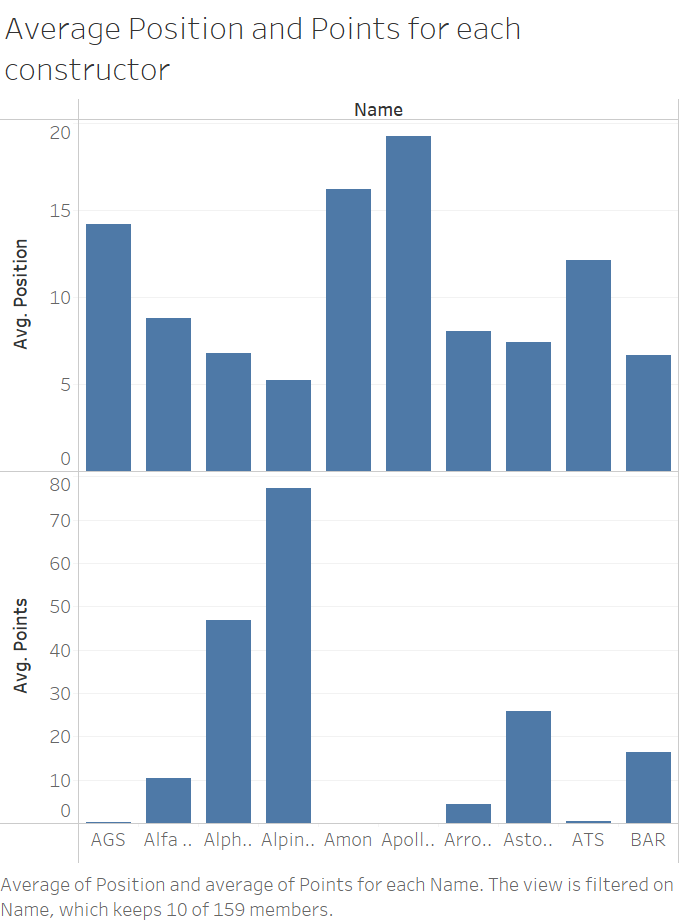 Average Position and Points for each
constructor
Name
Avg. Position
20
15
10
5
0
Avg. Points
80
70
60
50
40
30
20
10
0
AGS Alfa .. Alph.. Alpin.. Amon Apoll.. Arro.. Asto.. ATS BAR
Average of Position and average of Points for each Name. The view is filtered on
Name, which keeps 10 of 159 members.